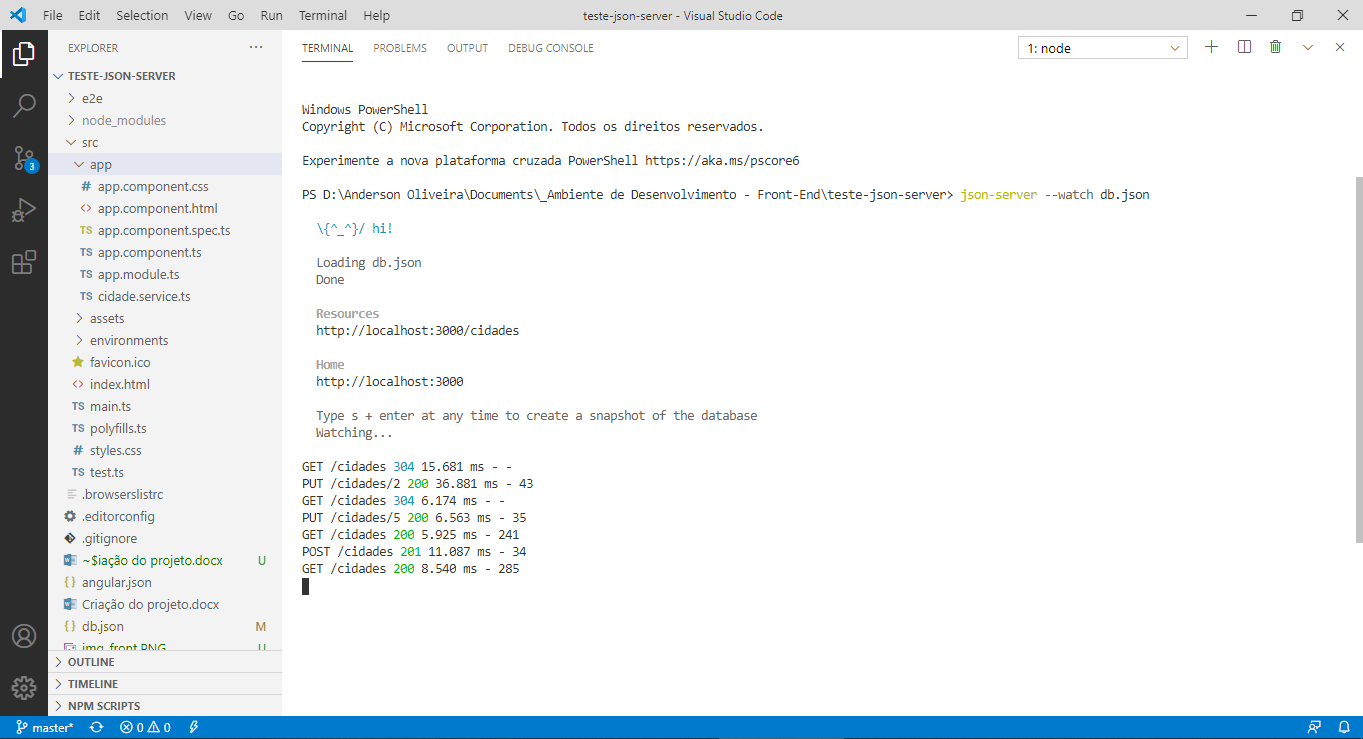 File Edit Selection View Go Run Terminal Help
teste-json-server - Visual Studio Code
EXPLORER
TESTE-JSON-SERVER
e2e
node_modules
src
app
# app.component.css
<> app.component.html
TS app.component.spec.ts
TS app.component.ts
TS app.module.ts
TS cidade.service.ts
assets
environments
favicon.ico
<> index.html
TS main.ts
TS polyfills.ts
# styles.css
TS test.ts
.browserslistrc
.editorconfig
.gitignore
~$iação do projeto.docx U
{} angular.json
Criação do projeto.docx
{} db.json M
img_front.PNG U
OUTLINE
TIMELINE
NPM SCRIPTS
3
TERMINAL PROBLEMS OUTPUT DEBUG CONSOLE
1: node
Windows PowerShell
Copyright (C) Microsoft Corporation. Todos os direitos reservados.
Experimente a nova plataforma cruzada PowerShell https://aka.ms/pscore6
PS D:\Anderson Oliveira\Documents\_Ambiente de Desenvolvimento - Front-End\teste-json-server> json-server --watch db.json
\{^_^}/ hi!
Loading db.json
Done
Resources
http://localhost:3000/cidades
Home
http://localhost:3000
Type s + enter at any time to create a snapshot of the database
Watching...
GET /cidades 304 15.681 ms - -
PUT /cidades/2 200 36.881 ms - 43
GET /cidades 304 6.174 ms - -
PUT /cidades/5 200 6.563 ms - 35
GET /cidades 200 5.925 ms - 241
POST /cidades 201 11.087 ms - 34
GET /cidades 200 8.540 ms - 285
master* 0 0